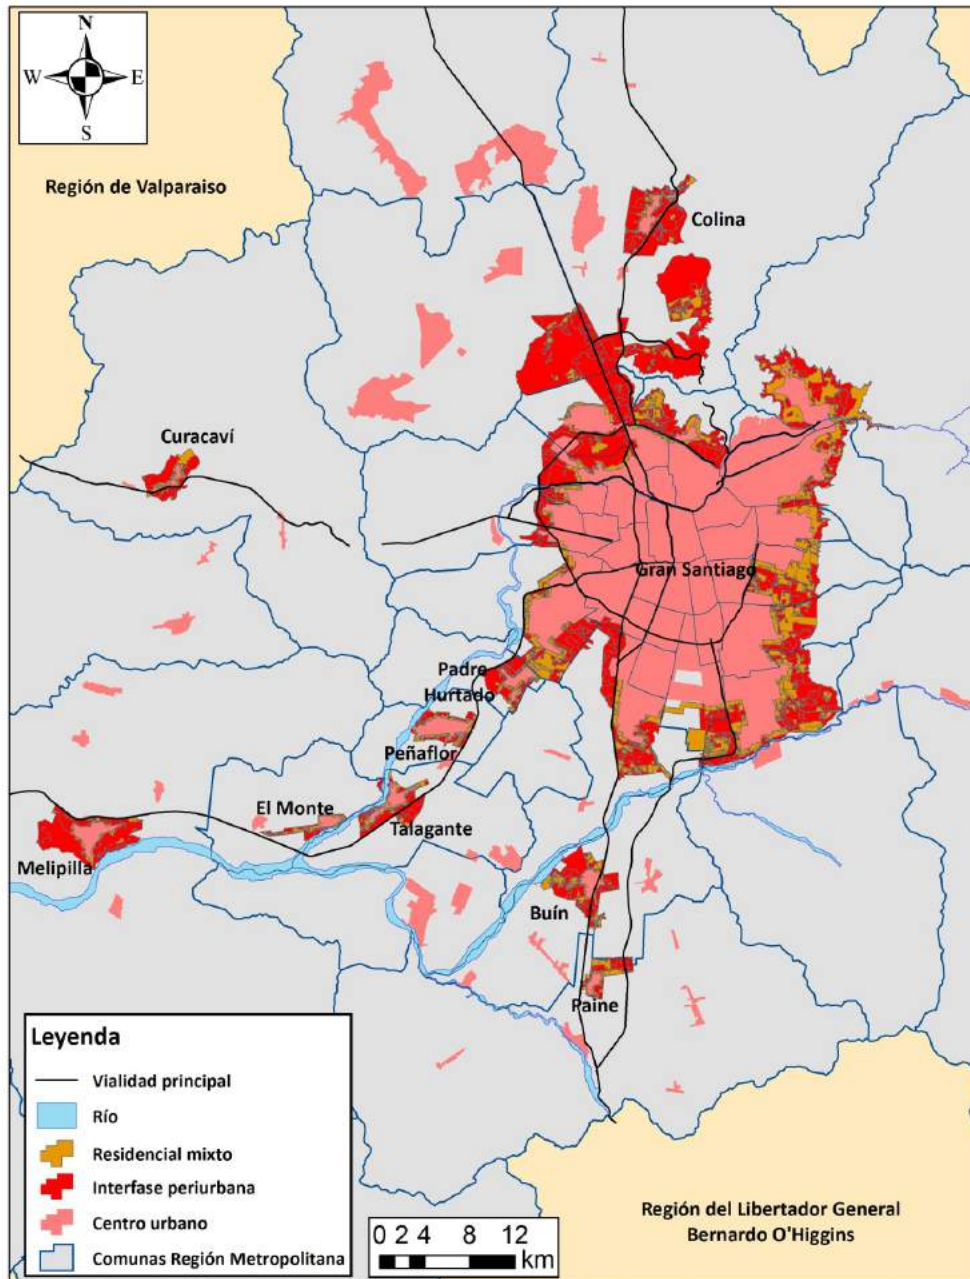 N
W E
S
Región de Valparaiso
Colina
Curacaví
Gran Santiago
Padre
Hurtado
Peñaflor
El Monte
Talagante
Melipilla
Buín
Paine
Leyenda
Vialidad principal
Río
Residencial mixto
Interfase periurbana
Centro urbano
Comunas Región Metropolitana
0 2 4 8 12
km
Región del Libertador General
Bernardo O'Higgins